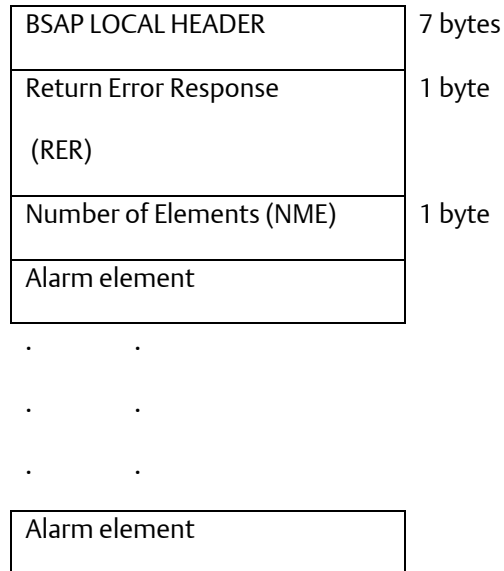 BSAP LOCAL HEADER 7 bytes
Return Error Response 1 byte
(RER)
Number of Elements (NME) 1 byte
Alarm element
. .
. .
. .
Alarm element